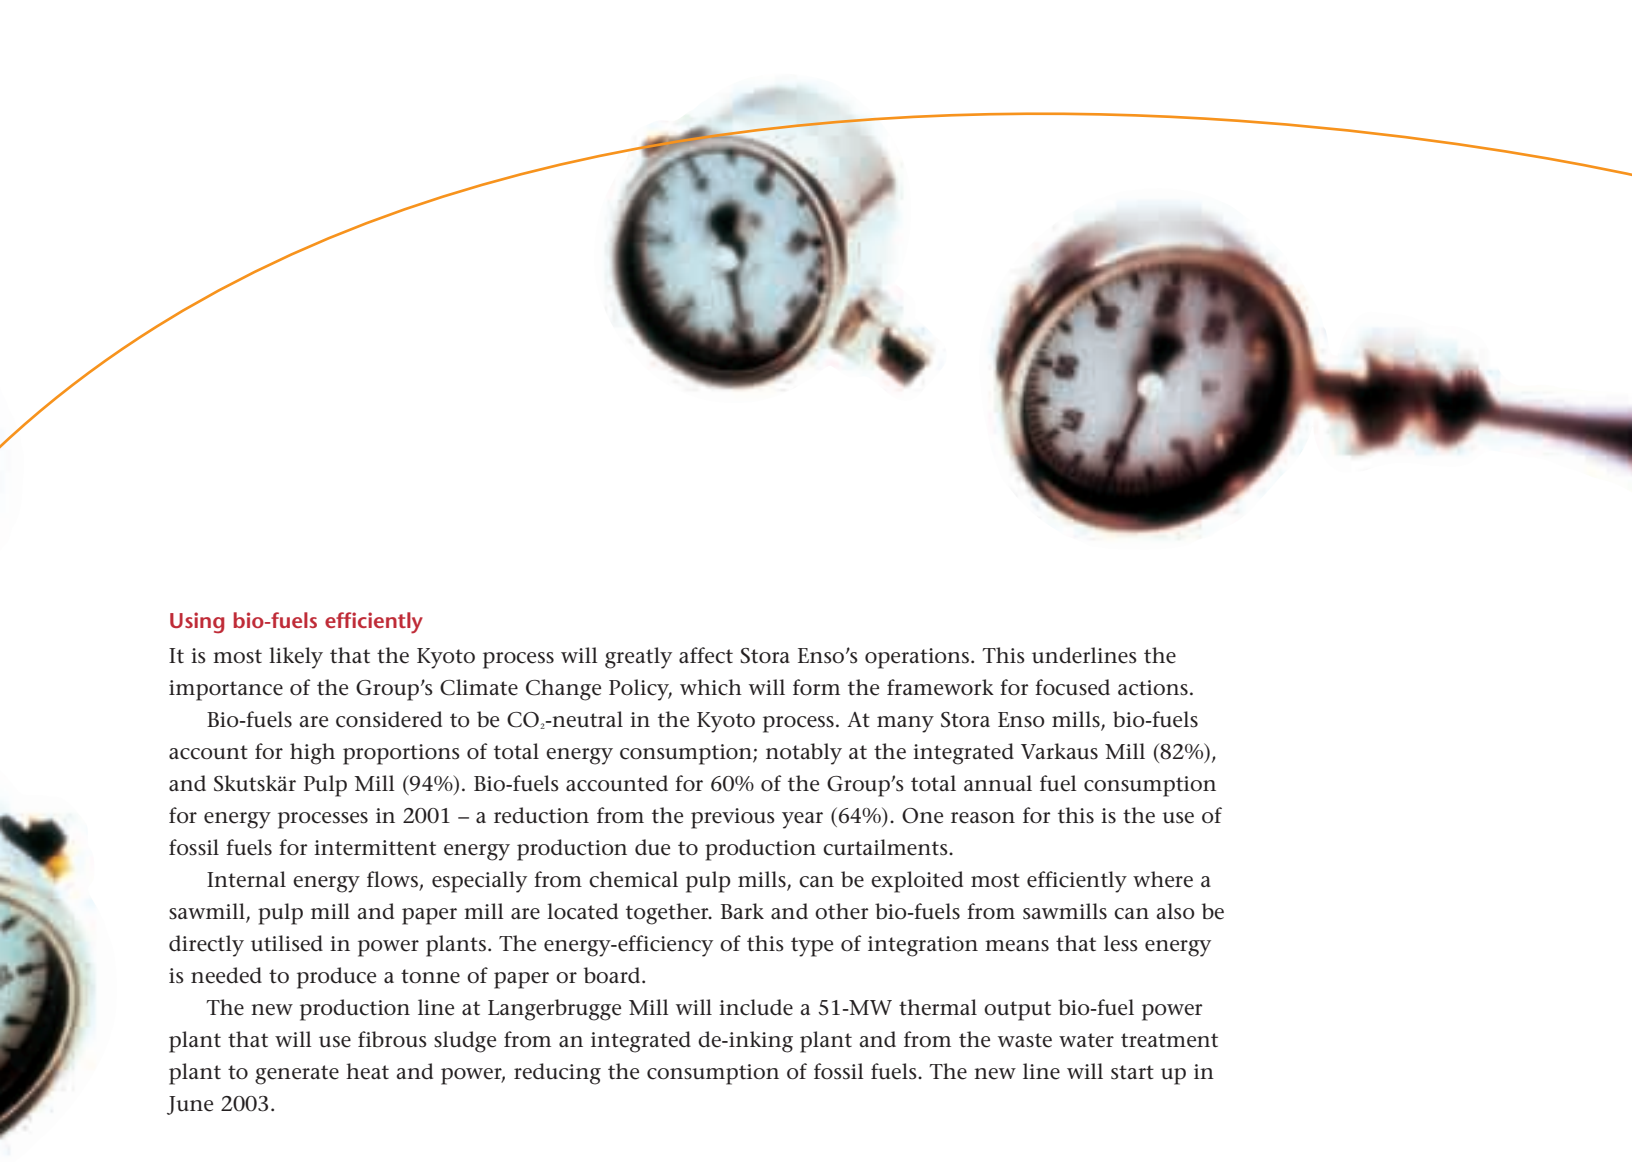 Using bio-fuels efficiently
It is most likely that the Kyoto process will greatly affect Stora Enso’s operations. This underlines the
importance of the Group’s Climate Change Policy, which will form the framework for focused actions.
Bio-fuels are considered to be CO₂-neutral in the Kyoto process. At many Stora Enso mills, bio-fuels
account for high proportions of total energy consumption; notably at the integrated Varkaus Mill (82%),
and Skutskär Pulp Mill (94%). Bio-fuels accounted for 60% of the Group’s total annual fuel consumption
for energy processes in 2001 – a reduction from the previous year (64%). One reason for this is the use of
fossil fuels for intermittent energy production due to production curtailments.
Internal energy flows, especially from chemical pulp mills, can be exploited most efficiently where a
sawmill, pulp mill and paper mill are located together. Bark and other bio-fuels from sawmills can also be
directly utilised in power plants. The energy-efficiency of this type of integration means that less energy
is needed to produce a tonne of paper or board.
The new production line at Langerbrugge Mill will include a 51-MW thermal output bio-fuel power
plant that will use fibrous sludge from an integrated de-inking plant and from the waste water treatment
plant to generate heat and power, reducing the consumption of fossil fuels. The new line will start up in
June 2003.